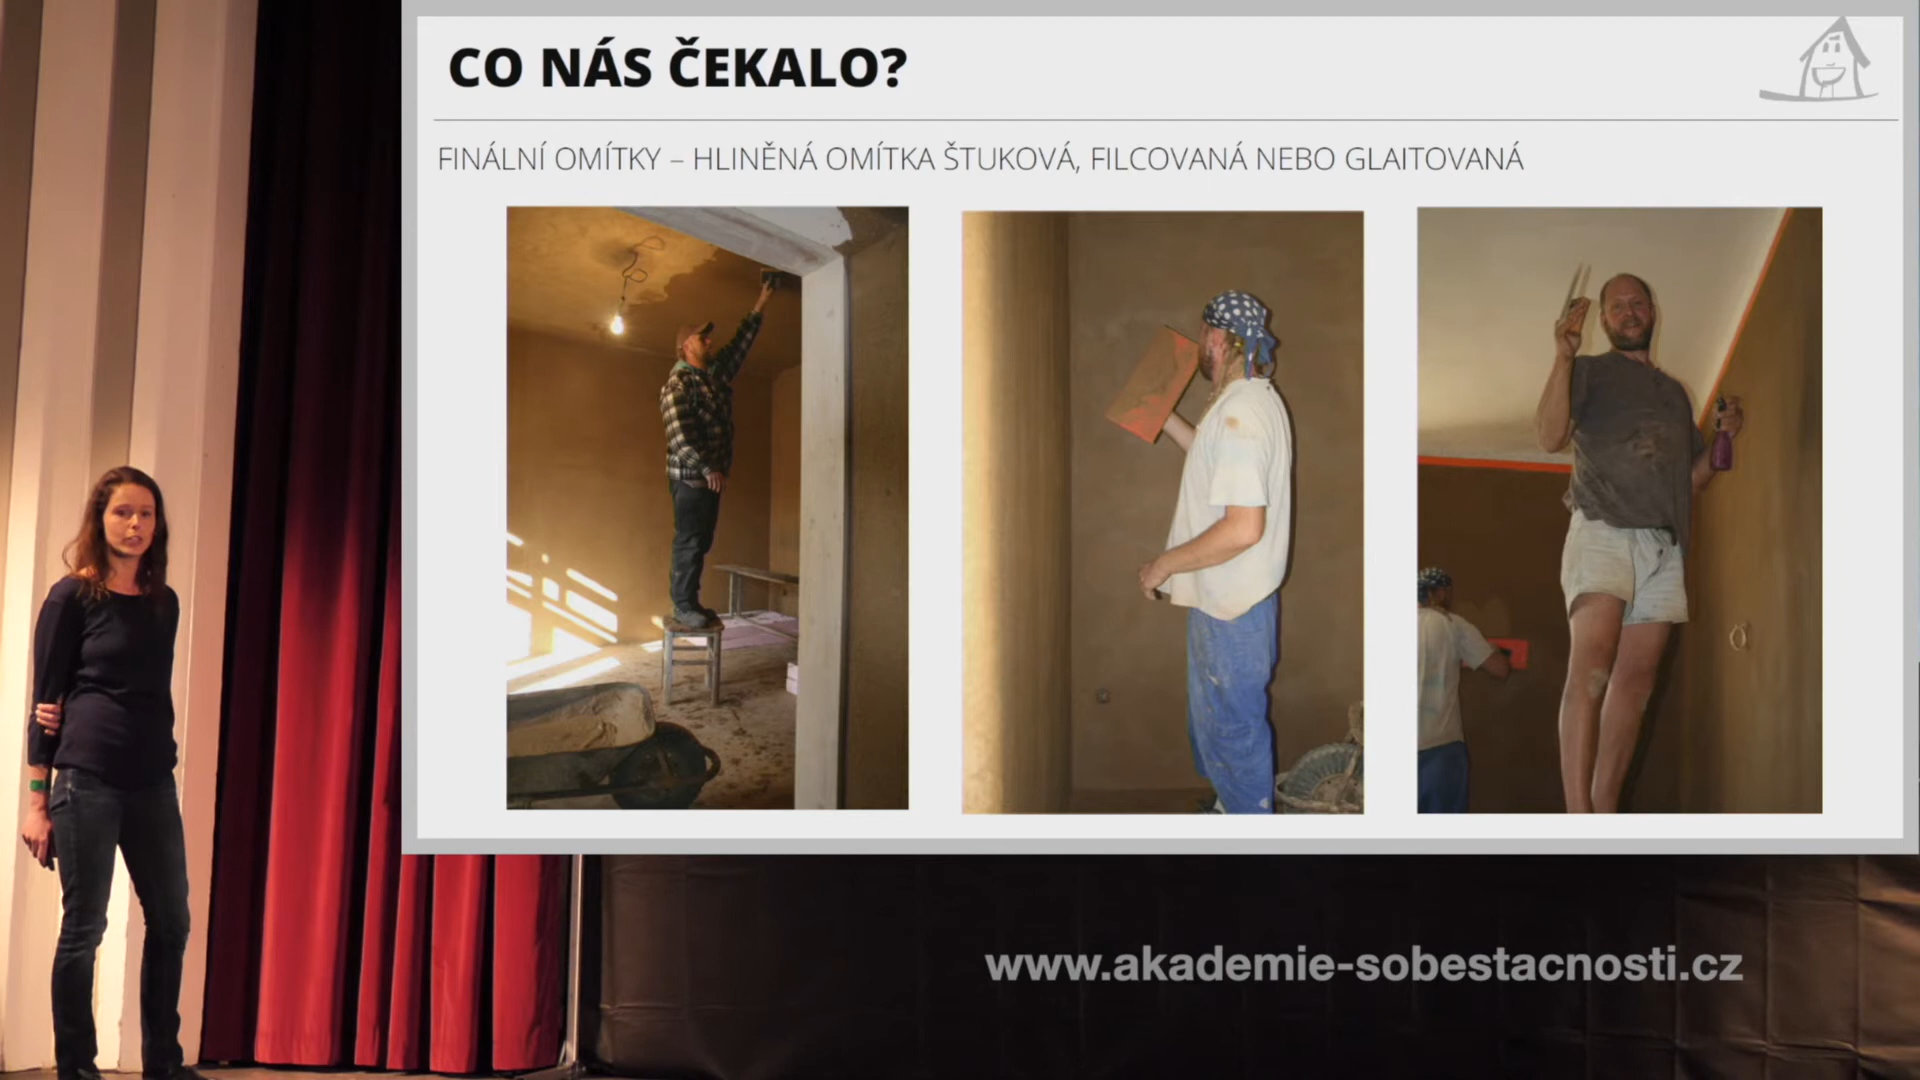 CO NÁS ČEKALO?
FINÁLNÍ OMÍTKY – HLINĚNÁ OMÍTKA ŠTUKOVÁ, FILCOVANÁ NEBO GLAITOVANÁ
www.akademie-sobestacnosti.cz